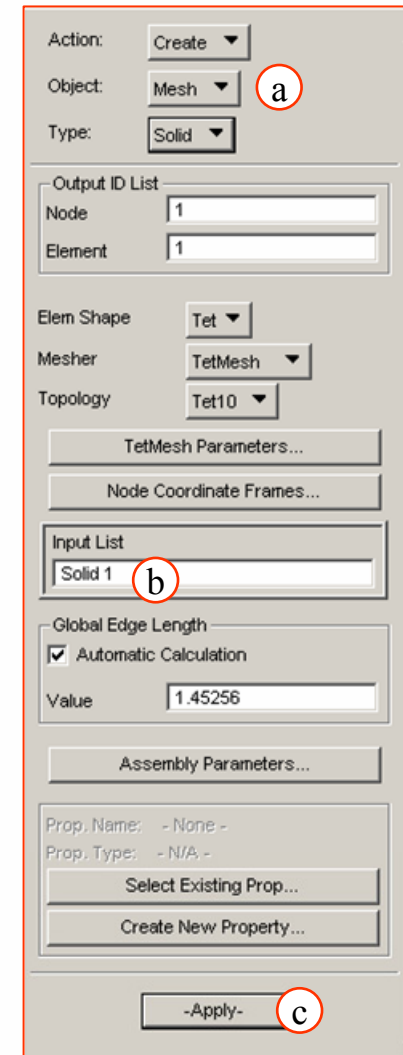 Action: Create
Object: Mesh a
Type: Solid
Output ID List
Node 1
Element 1
Elem Shape Tet
Mesher TetMesh
Topology Tet10
TetMesh Parameters...
Node Coordinate Frames...
Input List
Solid 1 b
Global Edge Length
Automatic Calculation
Value 1.45256
Assembly Parameters...
Prop. Name: - None -
Prop. Type: - N/A -
Select Existing Prop...
Create New Property...
-Apply- c